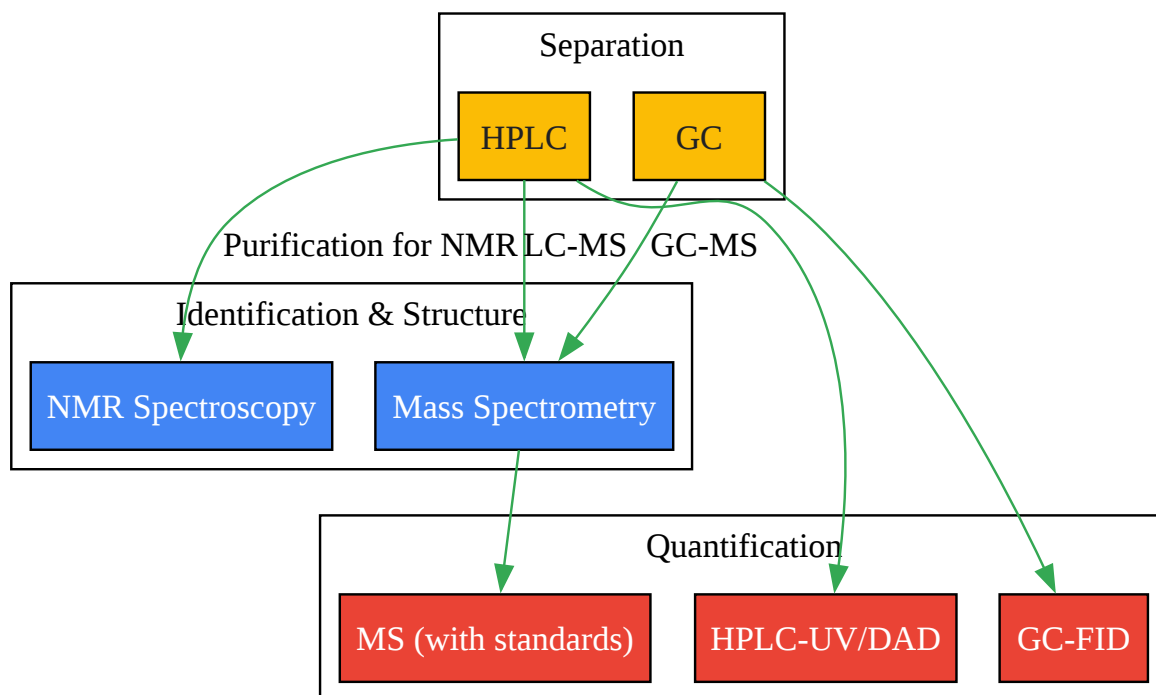 Separation
HPLC
GC
Purification for NMR
LC-MS
GC-MS
Identification & Structure
NMR Spectroscopy
Mass Spectrometry
Quantification
MS (with standards)
HPLC-UV/DAD
GC-FID